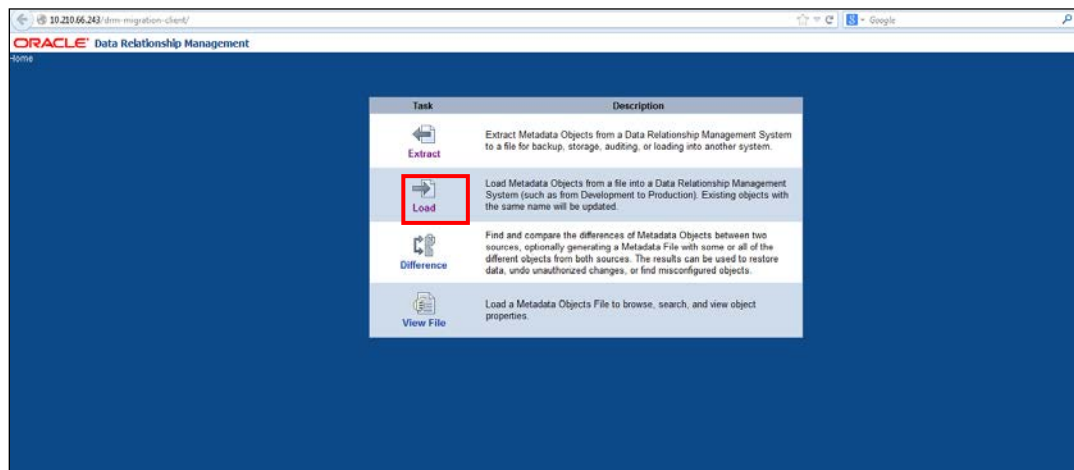 10.210.66.243/drm-migration-client/
Google
ORACLE Data Relationship Management
Home
Task Description
Extract
Extract Metadata Objects from a Data Relationship Management System
to a file for backup, storage, auditing, or loading into another system.
Load
Load Metadata Objects from a file into a Data Relationship Management
System (such as from Development to Production). Existing objects with
the same name will be updated.
Difference
Find and compare the differences of Metadata Objects between two
sources, optionally generating a Metadata File with some or all of the
different objects from both sources. The results can be used to restore
data, undo unauthorized changes, or find misconfigured objects.
View File
Load a Metadata Objects File to browse, search, and view object
properties.